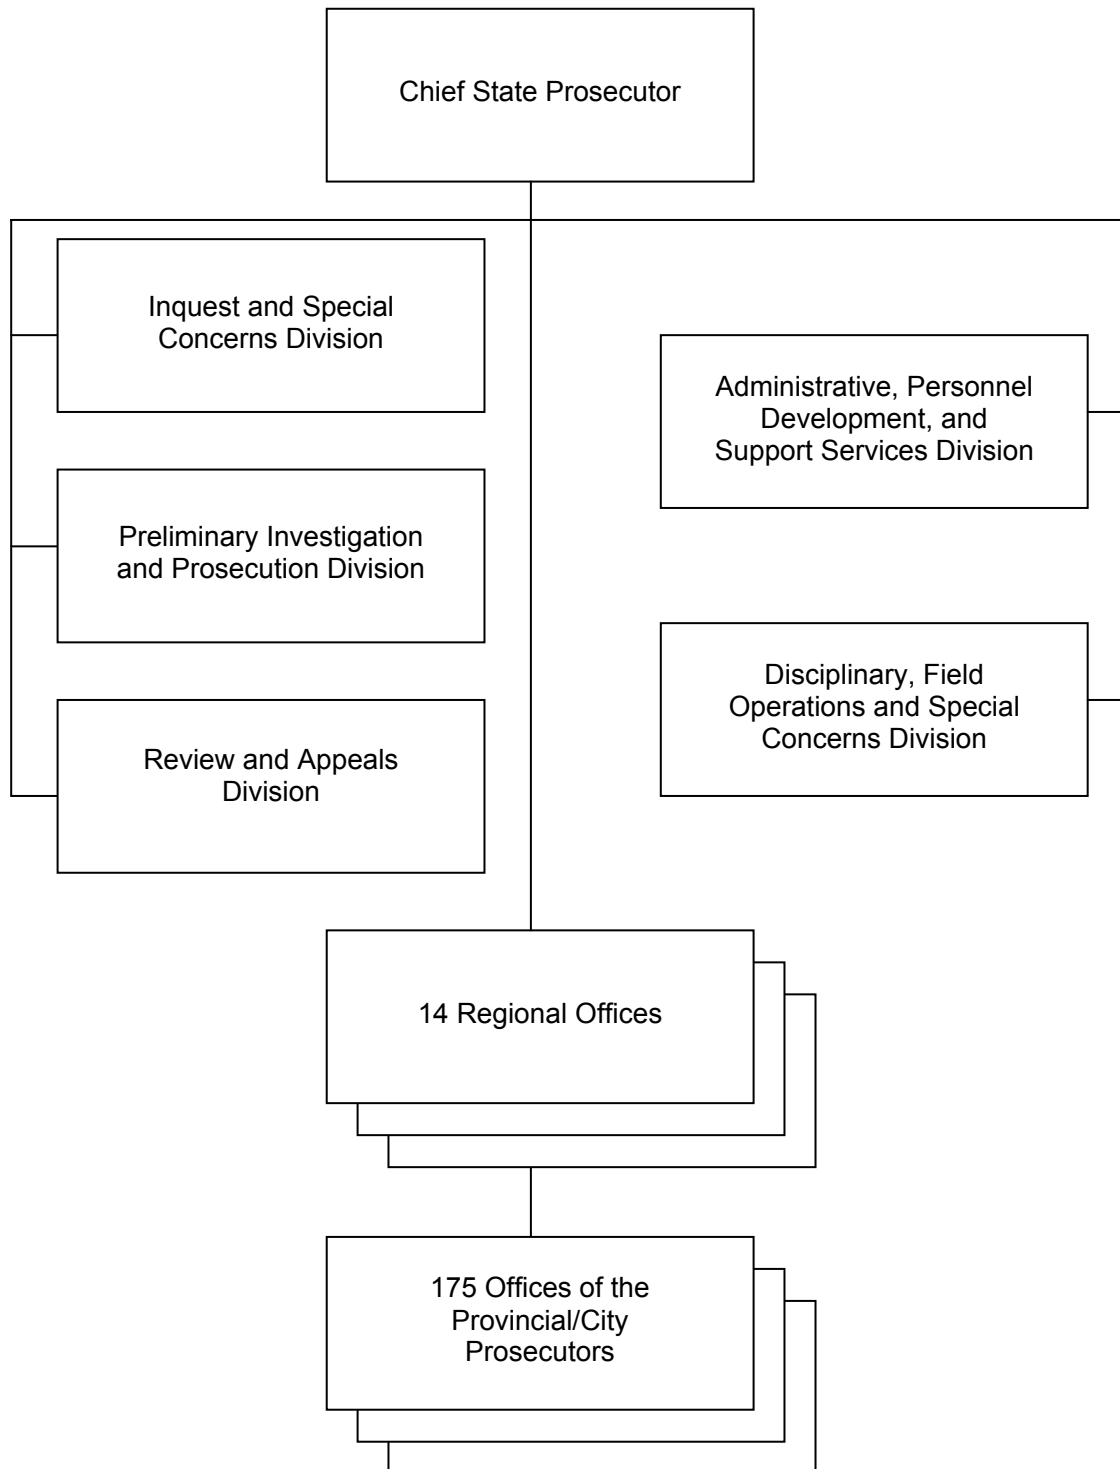 Chief State Prosecutor
Inquest and Special
Concerns Division
Administrative, Personnel
Development, and
Support Services Division
Preliminary Investigation
and Prosecution Division
Disciplinary, Field
Operations and Special
Concerns Division
Review and Appeals
Division
14 Regional Offices
175 Offices of the
Provincial/City
Prosecutors